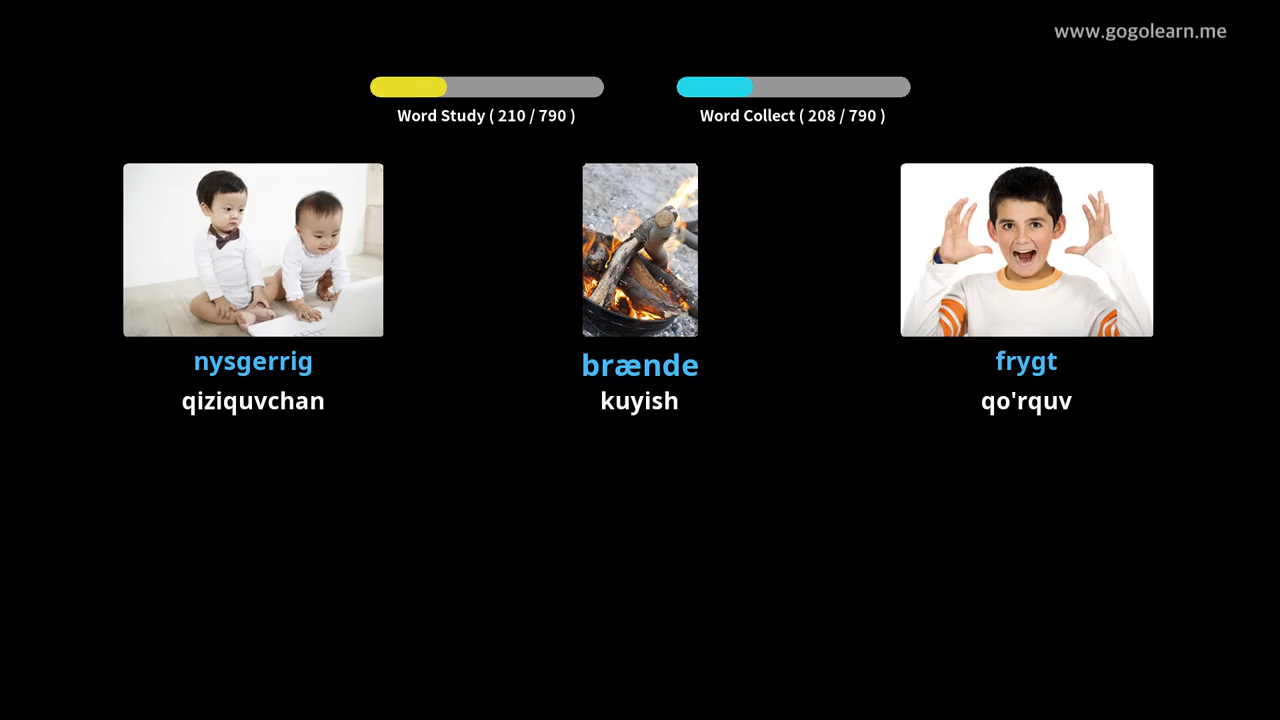 www.gogolearn.me
Word Study ( 210 / 790 )
Word Collect ( 208 / 790 )
nysgerrig
qiziquvchan
brænde
kuyish
frygt
qo'rquv